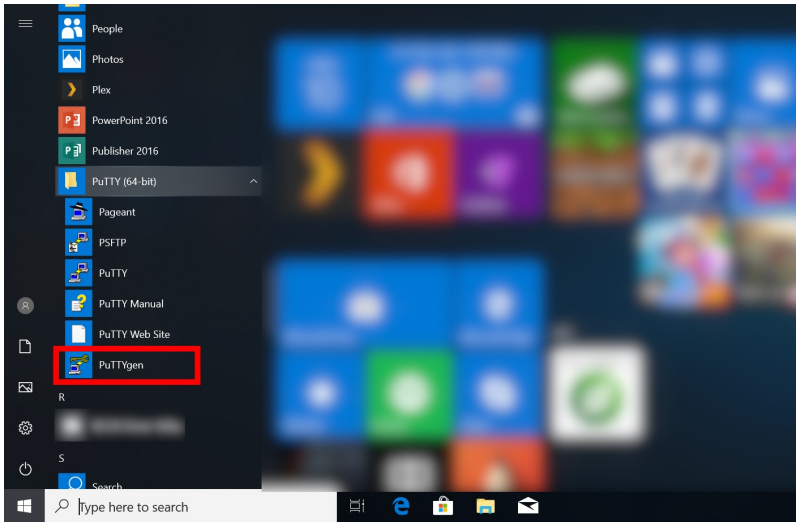 People
Photos
Plex
PowerPoint 2016
Publisher 2016
PuTTY (64-bit)
Pageant
PSFTP
PuTTY
PuTTY Manual
PuTTY Web Site
PuTTYgen
R
S
Search
Type here to search